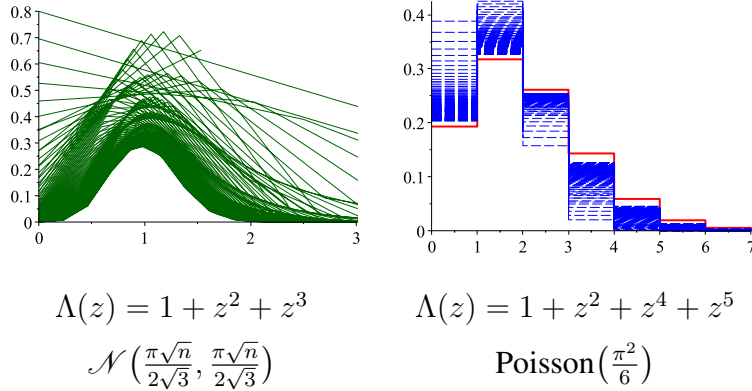 0.8
0.7
0.6
0.5
0.4
0.3
0.2
0.1
0
0 1 2 3
0.4
0.3
0.2
0.1
0
0 1 2 3 4 5 6 7
Λ(z) = 1 + z² + z³
𝒩(π√n/2√3, π√n/2√3)
Λ(z) = 1 + z² + z⁴ + z⁵
Poisson(π²/6)